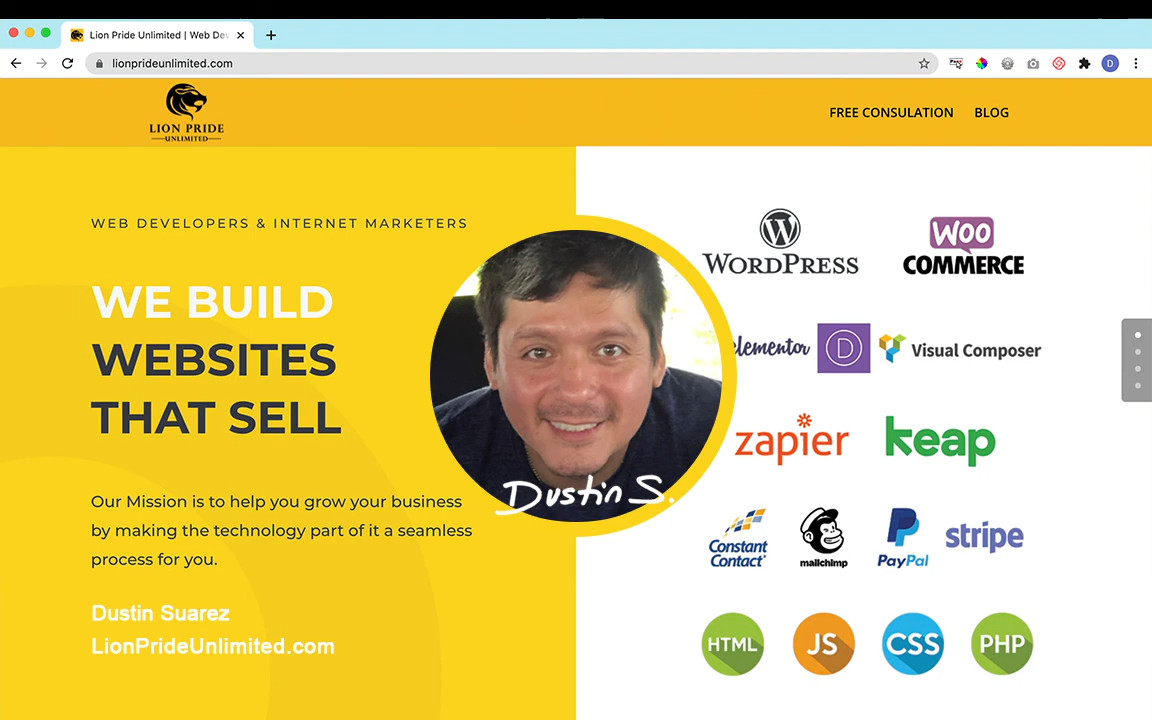 Lion Pride Unlimited | Web De
lionprideunlimited.com
D
LION PRIDE
UNLIMITED
FREE CONSULATION
BLOG
WEB DEVELOPERS & INTERNET MARKETERS
WE BUILD
WEBSITES
THAT SELL
Our Mission is to help you grow your business
by making the technology part of it a seamless
process for you.
Dustin Suarez
LionPrideUnlimited.com
Dustin S.
W
WORDPRESS
WOO
COMMERCE
elementor
D
Visual Composer
zapier
keap
Constant
Contact
mailchimp
PayPal
stripe
HTML
JS
CSS
PHP